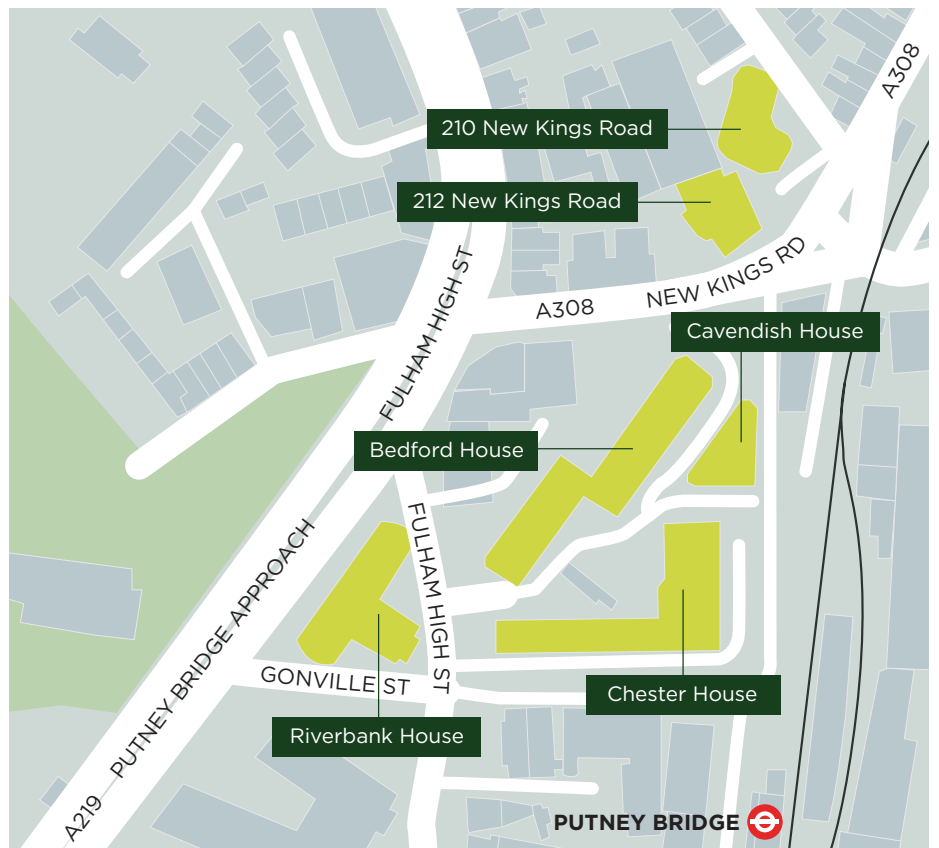 A308
210 New Kings Road
212 New Kings Road
FULHAM HIGH ST
NEW KINGS RD
A308
Cavendish House
Bedford House
FULHAM HIGH ST
PUTNEY BRIDGE APPROACH
GONVILLE ST
Chester House
Riverbank House
A219
PUTNEY BRIDGE